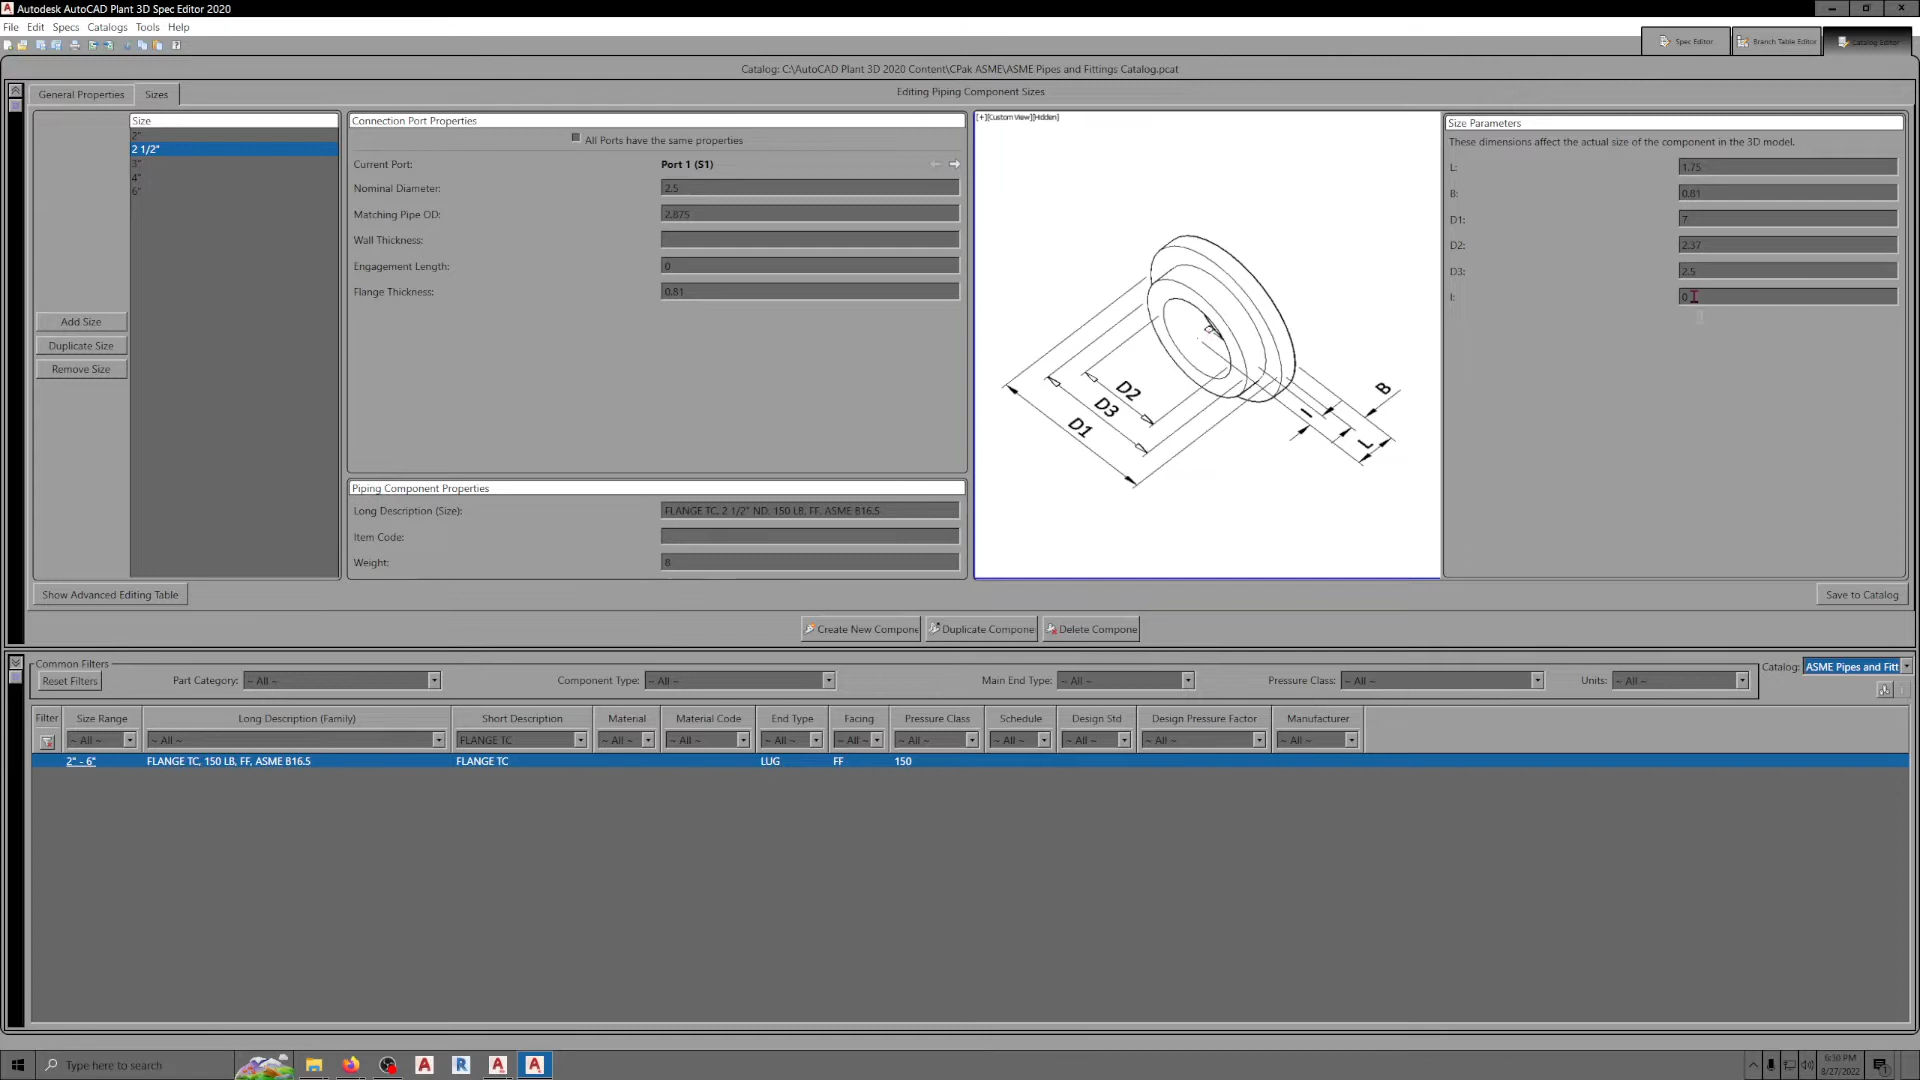 Autodesk AutoCAD Plant 3D Spec Editor 2020
File Edit Specs Catalogs Tools Help
Spec Editor Branch Table Editor Catalog Editor
Catalog: C:\AutoCAD Plant 3D 2020 Content\CPak ASME\ASME Pipes and Fittings Catalog.pcat
General Properties Sizes
Editing Piping Component Sizes
Size
2"
2 1/2"
3"
4"
6"
Add Size
Duplicate Size
Remove Size
Connection Port Properties
All Ports have the same properties
Current Port: Port 1 (S1)
Nominal Diameter: 2.5
Matching Pipe OD: 2.875
Wall Thickness:
Engagement Length: 0
Flange Thickness: 0.81
Piping Component Properties
Long Description (Size): FLANGE TC, 2 1/2" ND, 150 LB, FF, ASME B16.5
Item Code:
Weight: 8
[+][Custom View][Hidden]
D2
D3
D1
B
I
L
Size Parameters
These dimensions affect the actual size of the component in the 3D model.
L: 1.75
B: 0.81
D1: 7
D2: 2.37
D3: 2.5
I: 0
Show Advanced Editing Table
Save to Catalog
Create New Compone Duplicate Compone Delete Compone
Common Filters
Reset Filters Part Category: ~ All ~ Component Type: ~ All ~ Main End Type: ~ All ~ Pressure Class: ~ All ~ Units: ~ All ~ Catalog: ASME Pipes and Fitt
Filter Size Range Long Description (Family) Short Description Material Material Code End Type Facing Pressure Class Schedule Design Std Design Pressure Factor Manufacturer
~ All ~ ~ All ~ FLANGE TC ~ All ~ ~ All ~ ~ All ~ ~ All ~ ~ All ~ ~ All ~ ~ All ~ ~ All ~ ~ All ~
2" - 6" FLANGE TC, 150 LB, FF, ASME B16.5 FLANGE TC LUG FF 150
Type here to search
6:30 PM
8/27/2022